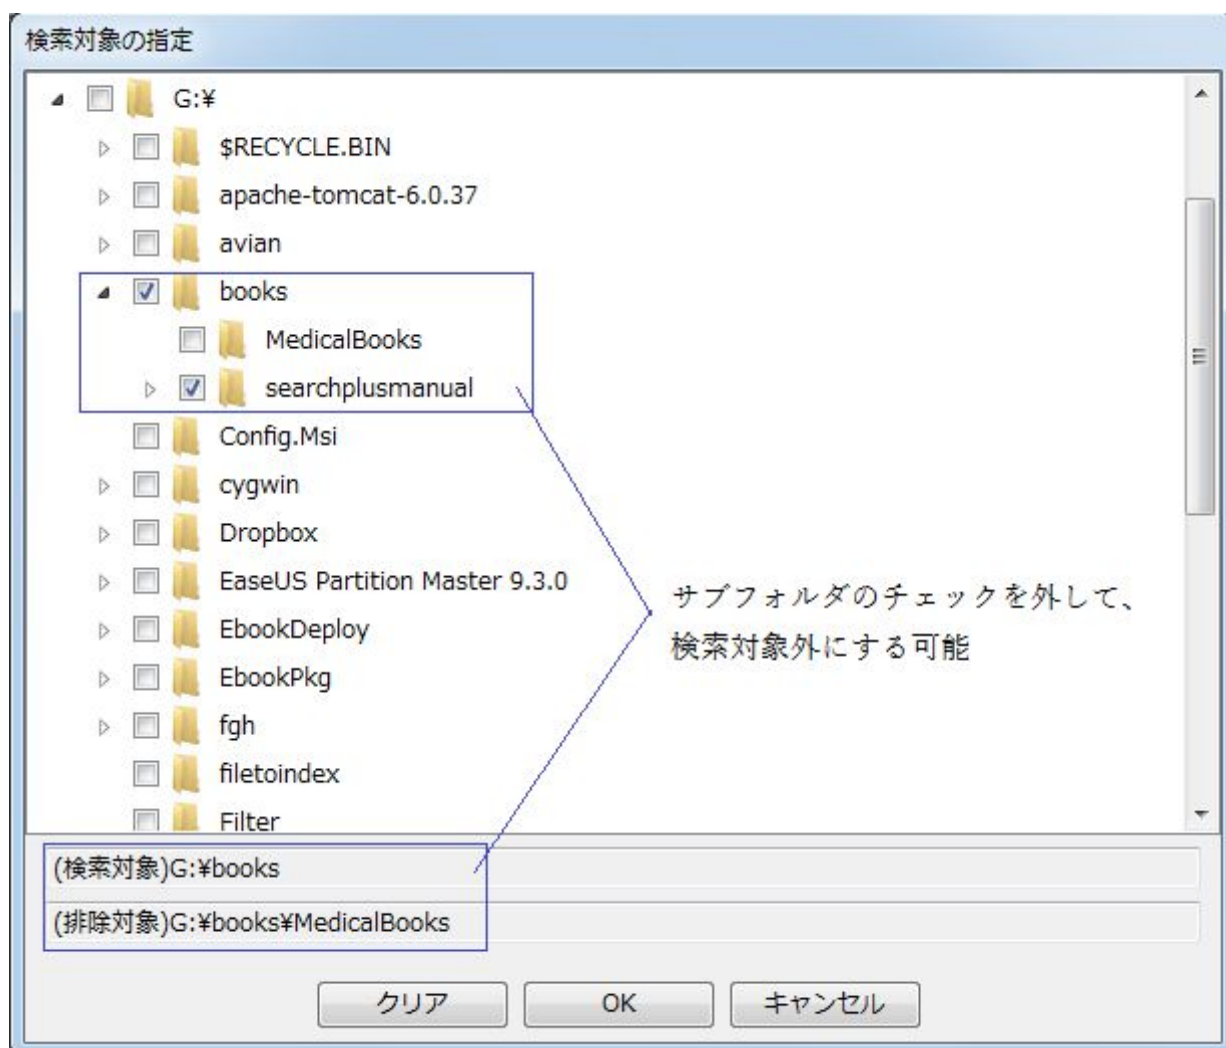 検索対象の指定
G:¥
$RECYCLE.BIN
apache-tomcat-6.0.37
avian
books
MedicalBooks
searchplusmanual
Config.Msi
cygwin
Dropbox
EaseUS Partition Master 9.3.0
EbookDeploy
サブフォルダのチェックを外して、
検索対象外にする可能
EbookPkg
fgh
filetoindex
Filter
(検索対象)G:¥books
(排除対象)G:¥books¥MedicalBooks
クリア OK キャンセル